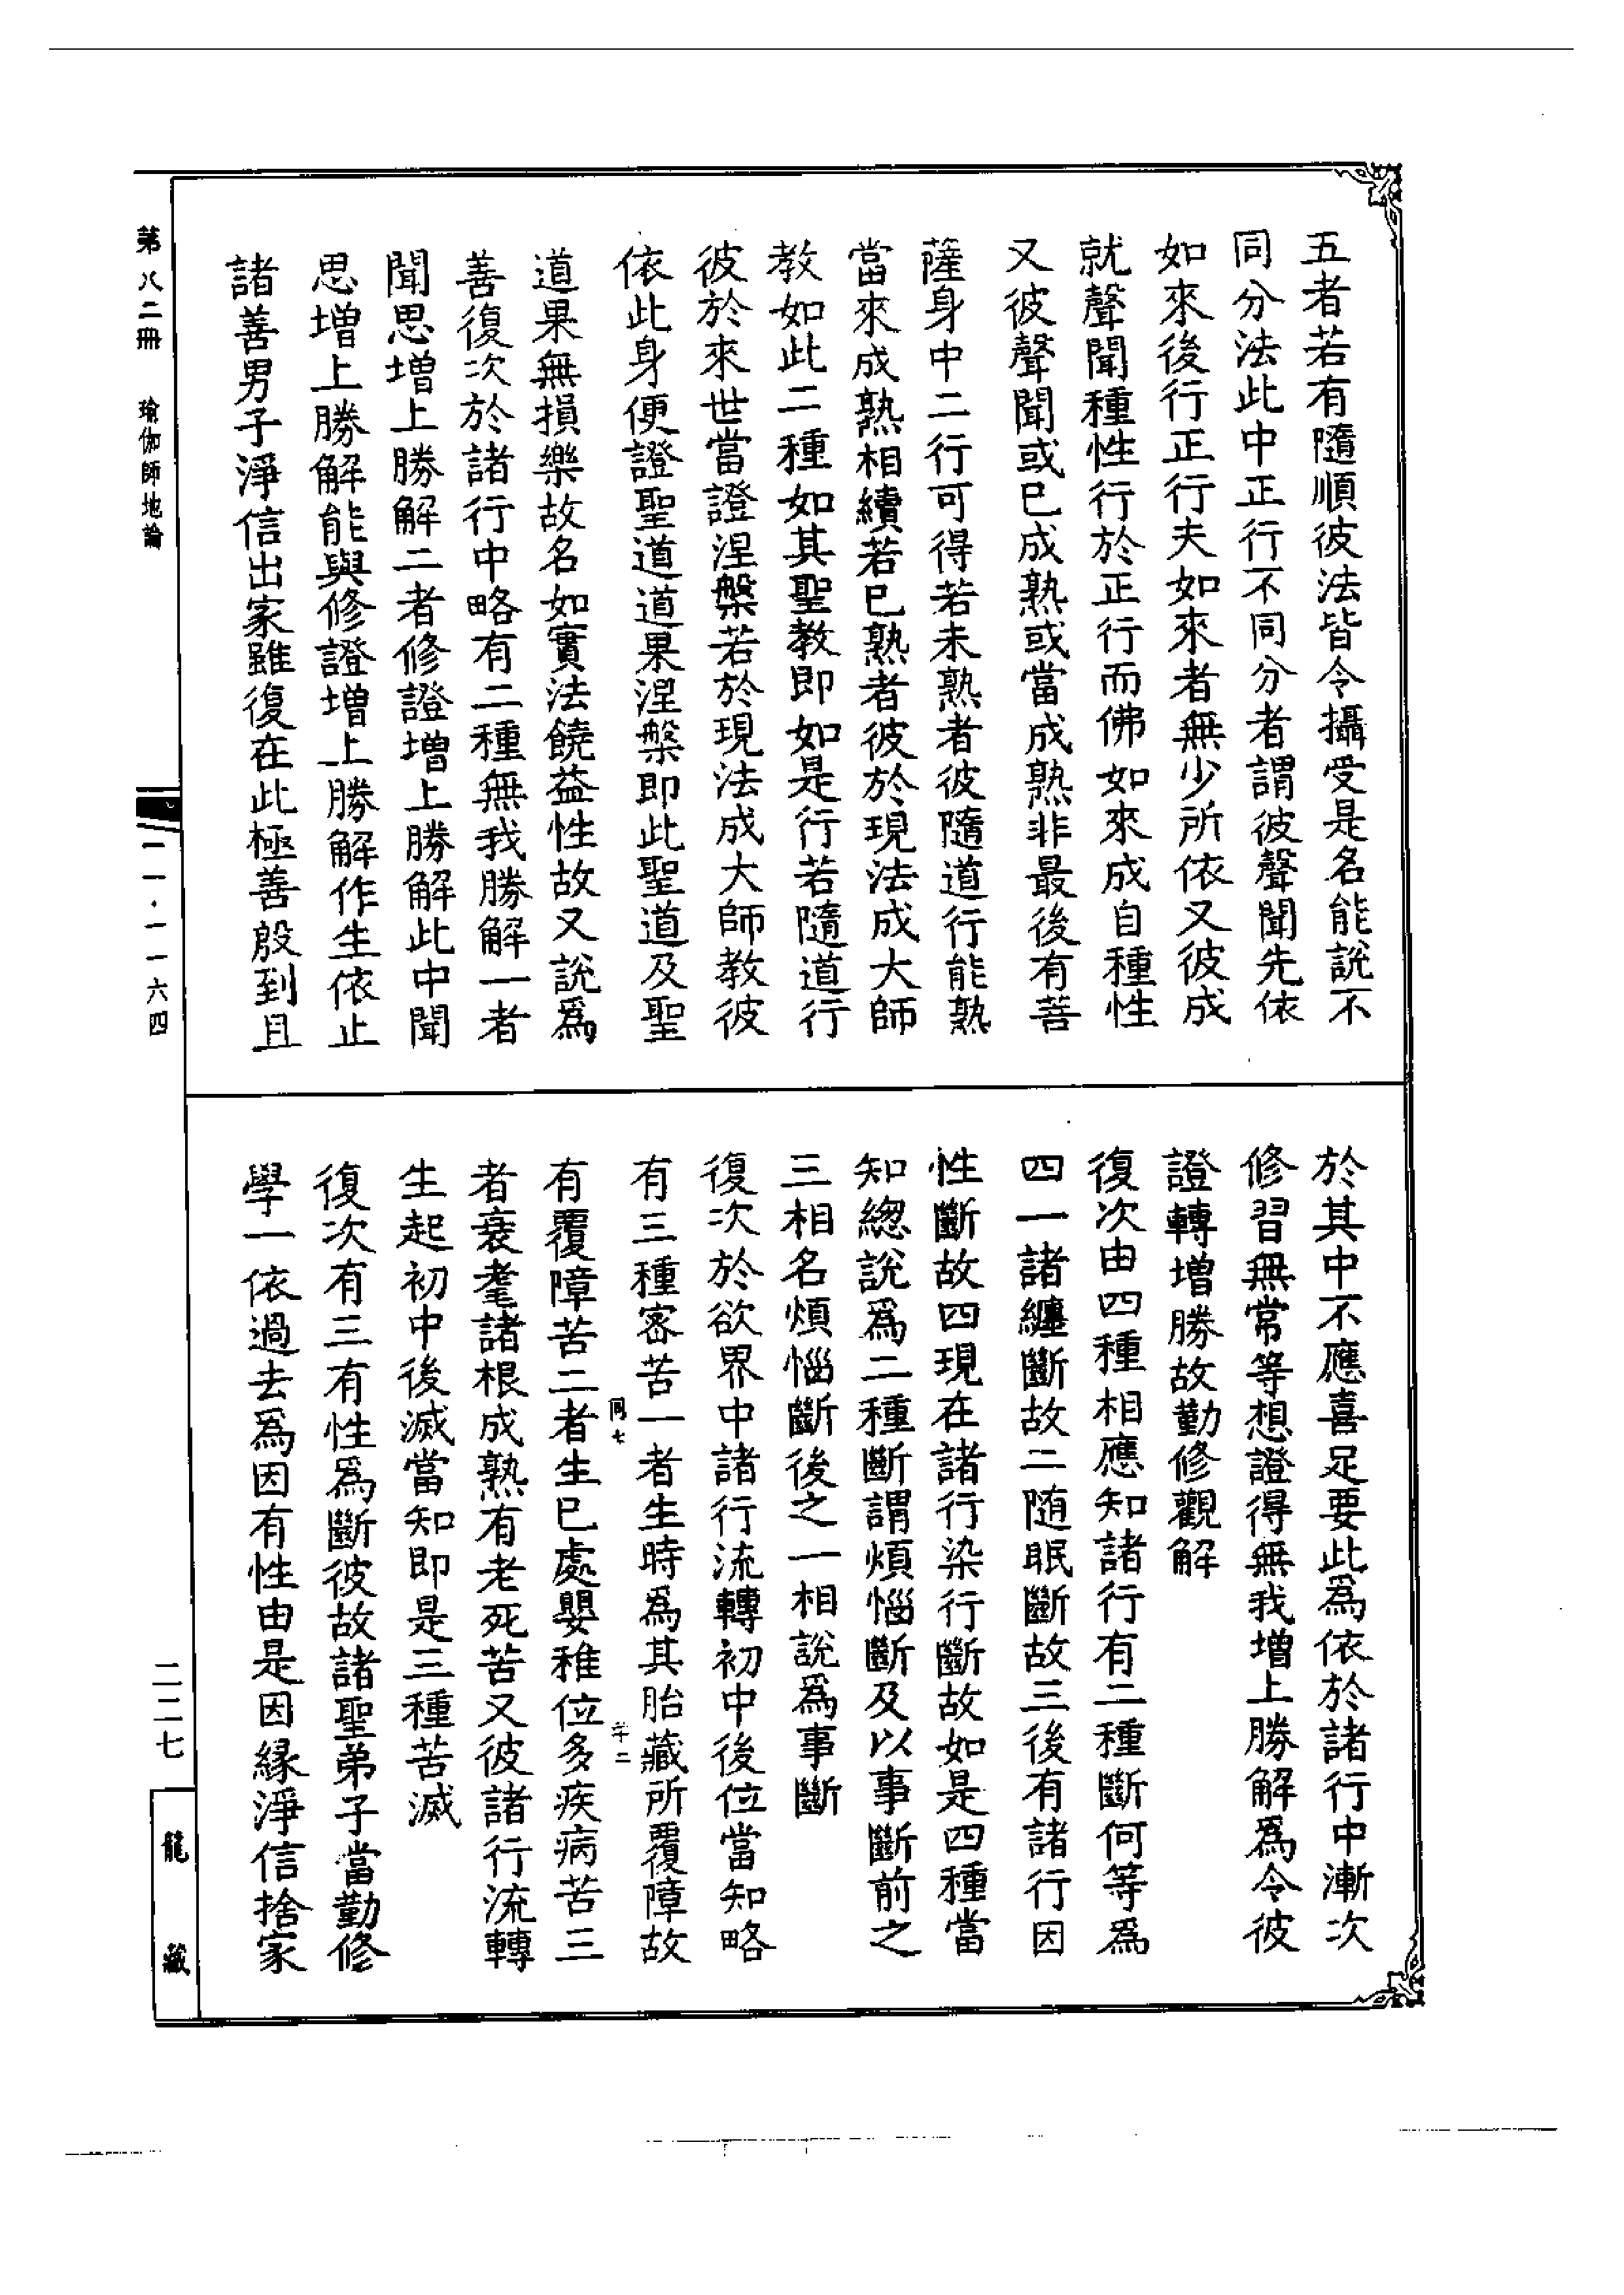 五者若有隨順彼法皆令攝受是名能說不
同分法此中正行不同分者謂彼聲聞先依
如來後行正行夫如來者無少所依又彼成
就聲聞種性行於正行而佛如來成自種性
又彼聲聞或已成熟或當成熟非最後有菩
薩身中二行可得若未熟者彼隨道行能熟
當來成熟相續若已熟者彼於現法成大師
教如此二種如其聖教即如是行若隨道行
彼於來世當證涅槃若於現法成大師教彼
依此身便證聖道道果涅槃即此聖道及聖
道果無損樂故名如實法饒益性故又說爲
善復次於諸行中略有二種無我勝解一者
聞思增上勝解二者修證增上勝解此中聞
思增上勝解能與修證增上勝解作生依止
諸善男子淨信出家雖復在此極善殷到且
於其中不應喜足要此爲依於諸行中漸次
修習無常等想證得無我增上勝解爲令彼
證轉增勝故勤修觀解
復次由四種相應知諸行有二種斷何等爲
四一諸纏斷故二隨眠斷故三後有諸行因
性斷故四現在諸行染行斷故如是四種當
知總說爲二種斷謂煩惱斷及以事斷前之
三相名煩惱斷後之一相說爲事斷
復次於欲界中諸行流轉初中後位當知略
有三種密苦一者生時爲其胎藏所覆障故
有覆障苦二者生已處嬰稚位多疾病苦三
者衰耄諸根成熟有老死苦又彼諸行流轉
生起初中後滅當知即是三種苦滅
復次有三有性爲斷彼故諸聖弟子當勤修
學一依過去爲因有性由是因緣淨信捨家
第八二冊 瑜伽師地論
一一·一一六四
二二七
龍藏